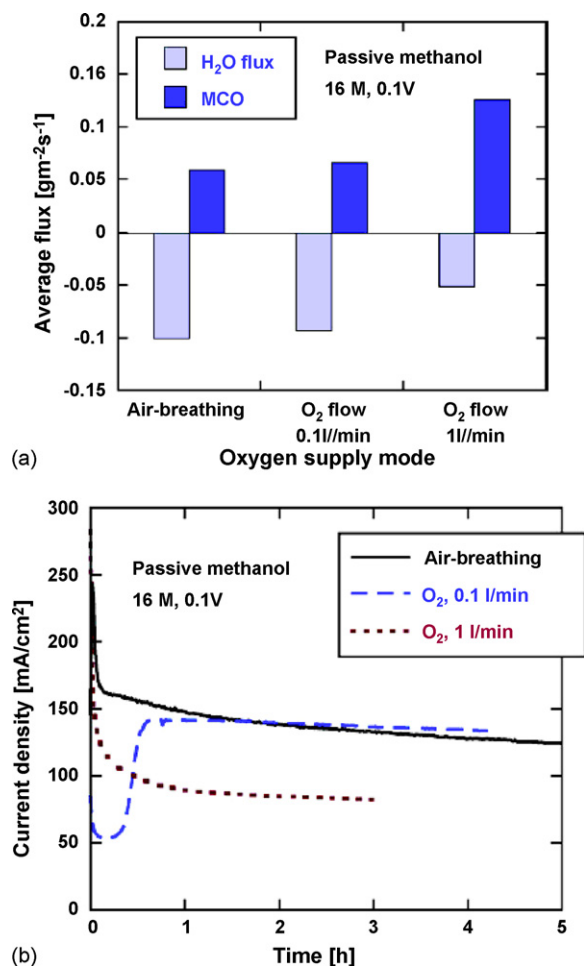 0.2
0.16
0.1
0.05
0
-0.05
-0.1
-0.15
Average flux [gm⁻²s⁻¹]
H₂O flux
MCO
Passive methanol
16 M, 0.1V
Air-breathing
O₂ flow
0.1l//min
O₂ flow
1l//min
(a)
Oxygen supply mode
300
250
200
150
100
50
0
Current density [mA/cm²]
Passive methanol
16 M, 0.1V
Air-breathing
O₂, 0.1 l/min
O₂, 1 l/min
0 1 2 3 4 5
(b)
Time [h]